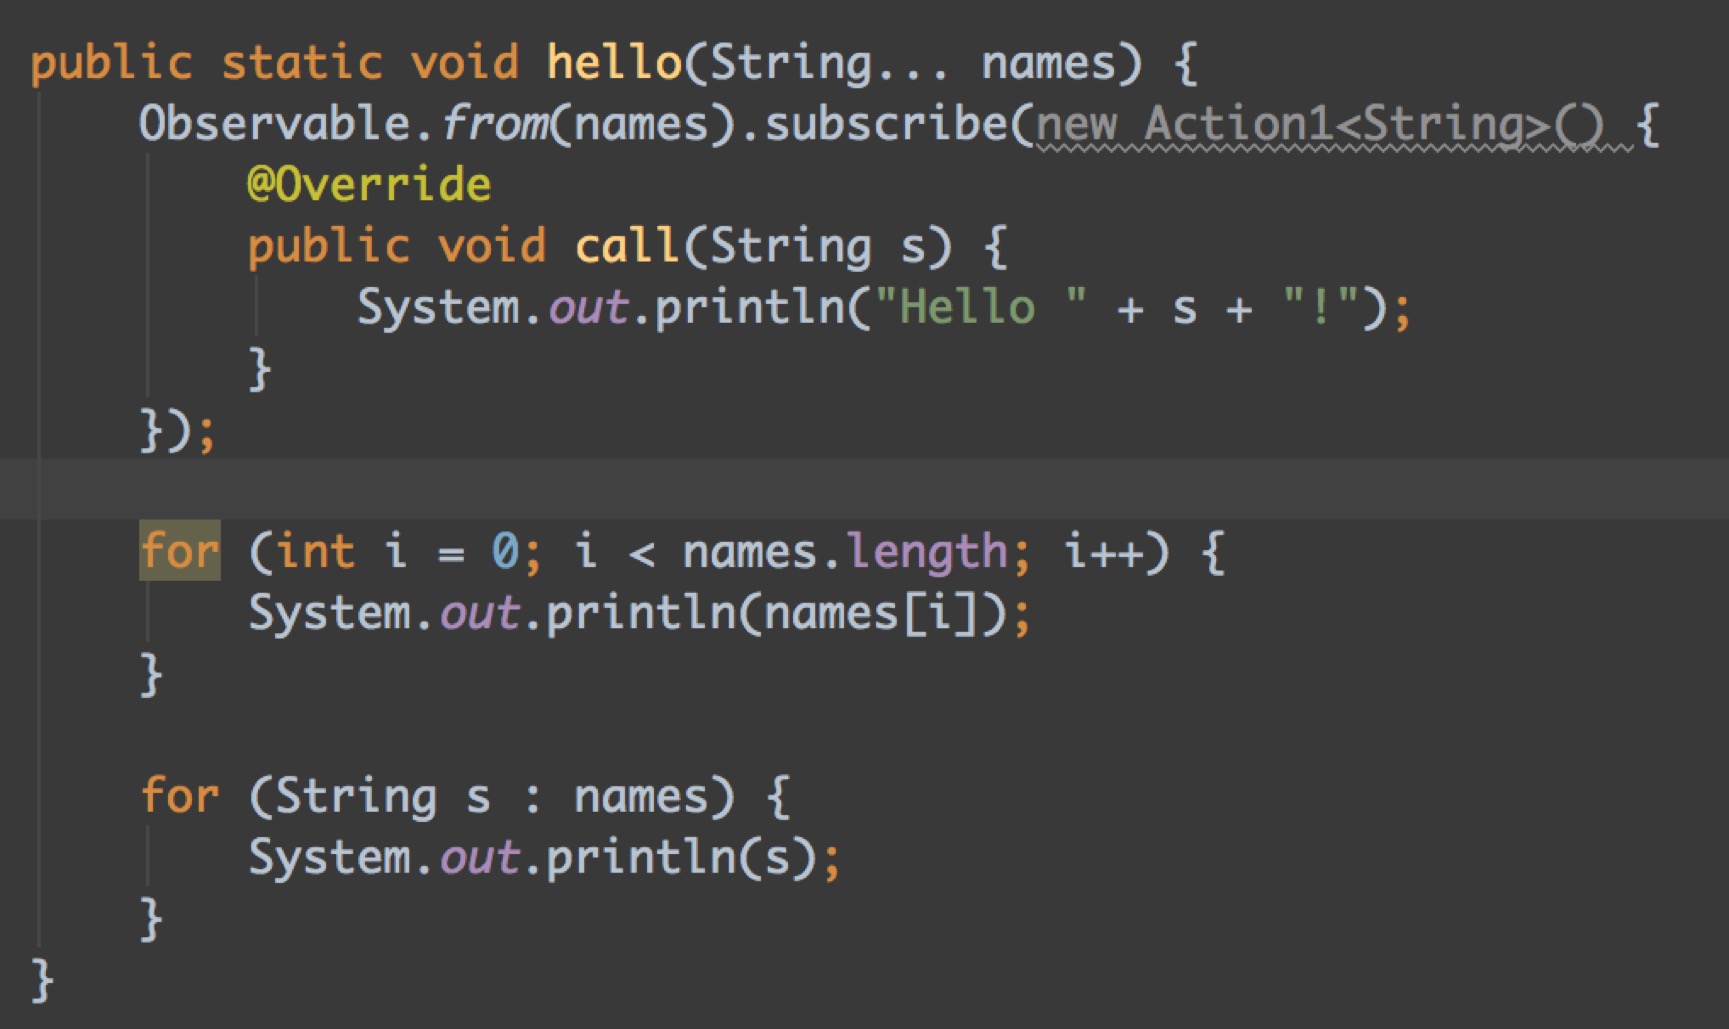 public static void hello(String... names) {
    Observable.from(names).subscribe(new Action1<String>() {
        @Override
        public void call(String s) {
            System.out.println("Hello " + s + "!");
        }
    });

    for (int i = 0; i < names.length; i++) {
        System.out.println(names[i]);
    }

    for (String s : names) {
        System.out.println(s);
    }
}